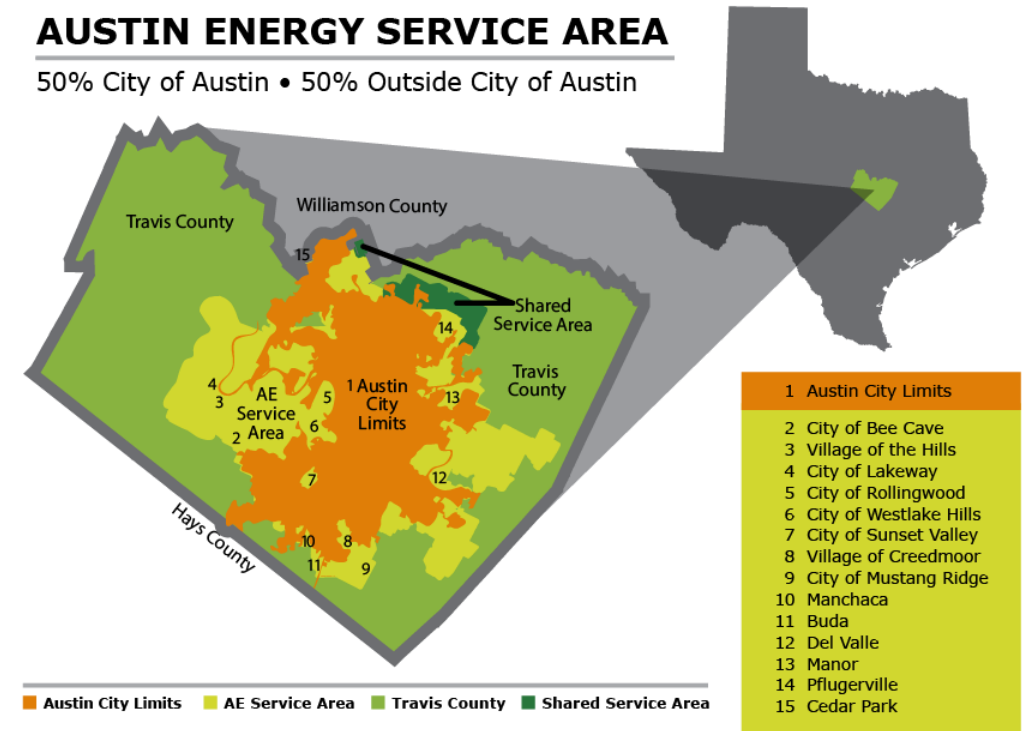 AUSTIN ENERGY SERVICE AREA
50% City of Austin • 50% Outside City of Austin
Williamson County
Travis County
15
Shared
Service Area
14
Travis
County
4
3
AE
Service
Area
2
5
6
1 Austin
City
Limits
13
7
12
Hays County
10
8
11
9
1 Austin City Limits
2 City of Bee Cave
3 Village of the Hills
4 City of Lakeway
5 City of Rollingwood
6 City of Westlake Hills
7 City of Sunset Valley
8 Village of Creedmoor
9 City of Mustang Ridge
10 Manchaca
11 Buda
12 Del Valle
13 Manor
14 Pflugerville
15 Cedar Park
Austin City Limits AE Service Area Travis County Shared Service Area